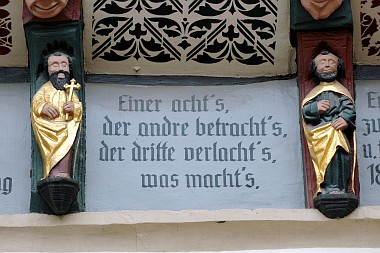 Einer acht's,
der andre betracht's,
der dritte verlacht's,
was macht's.